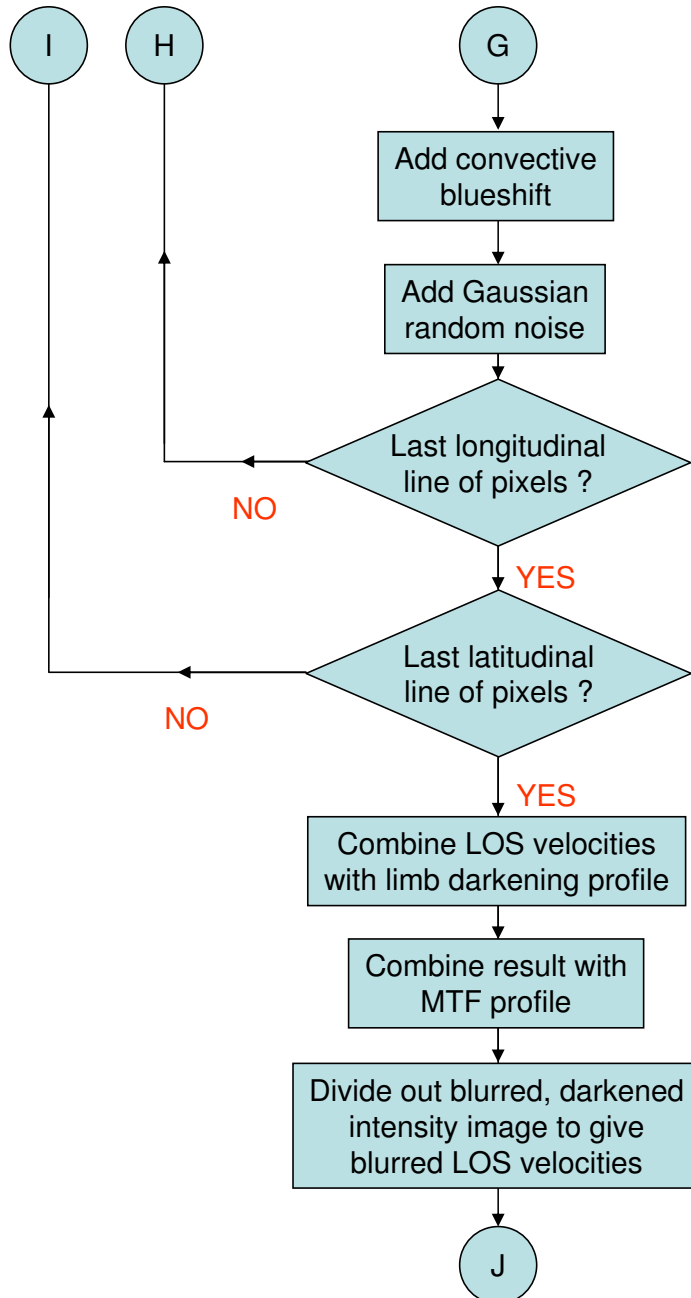 I
H
G
Add convective
blueshift
Add Gaussian
random noise
Last longitudinal
line of pixels ?
NO
YES
Last latitudinal
line of pixels ?
NO
YES
Combine LOS velocities
with limb darkening profile
Combine result with
MTF profile
Divide out blurred, darkened
intensity image to give
blurred LOS velocities
J